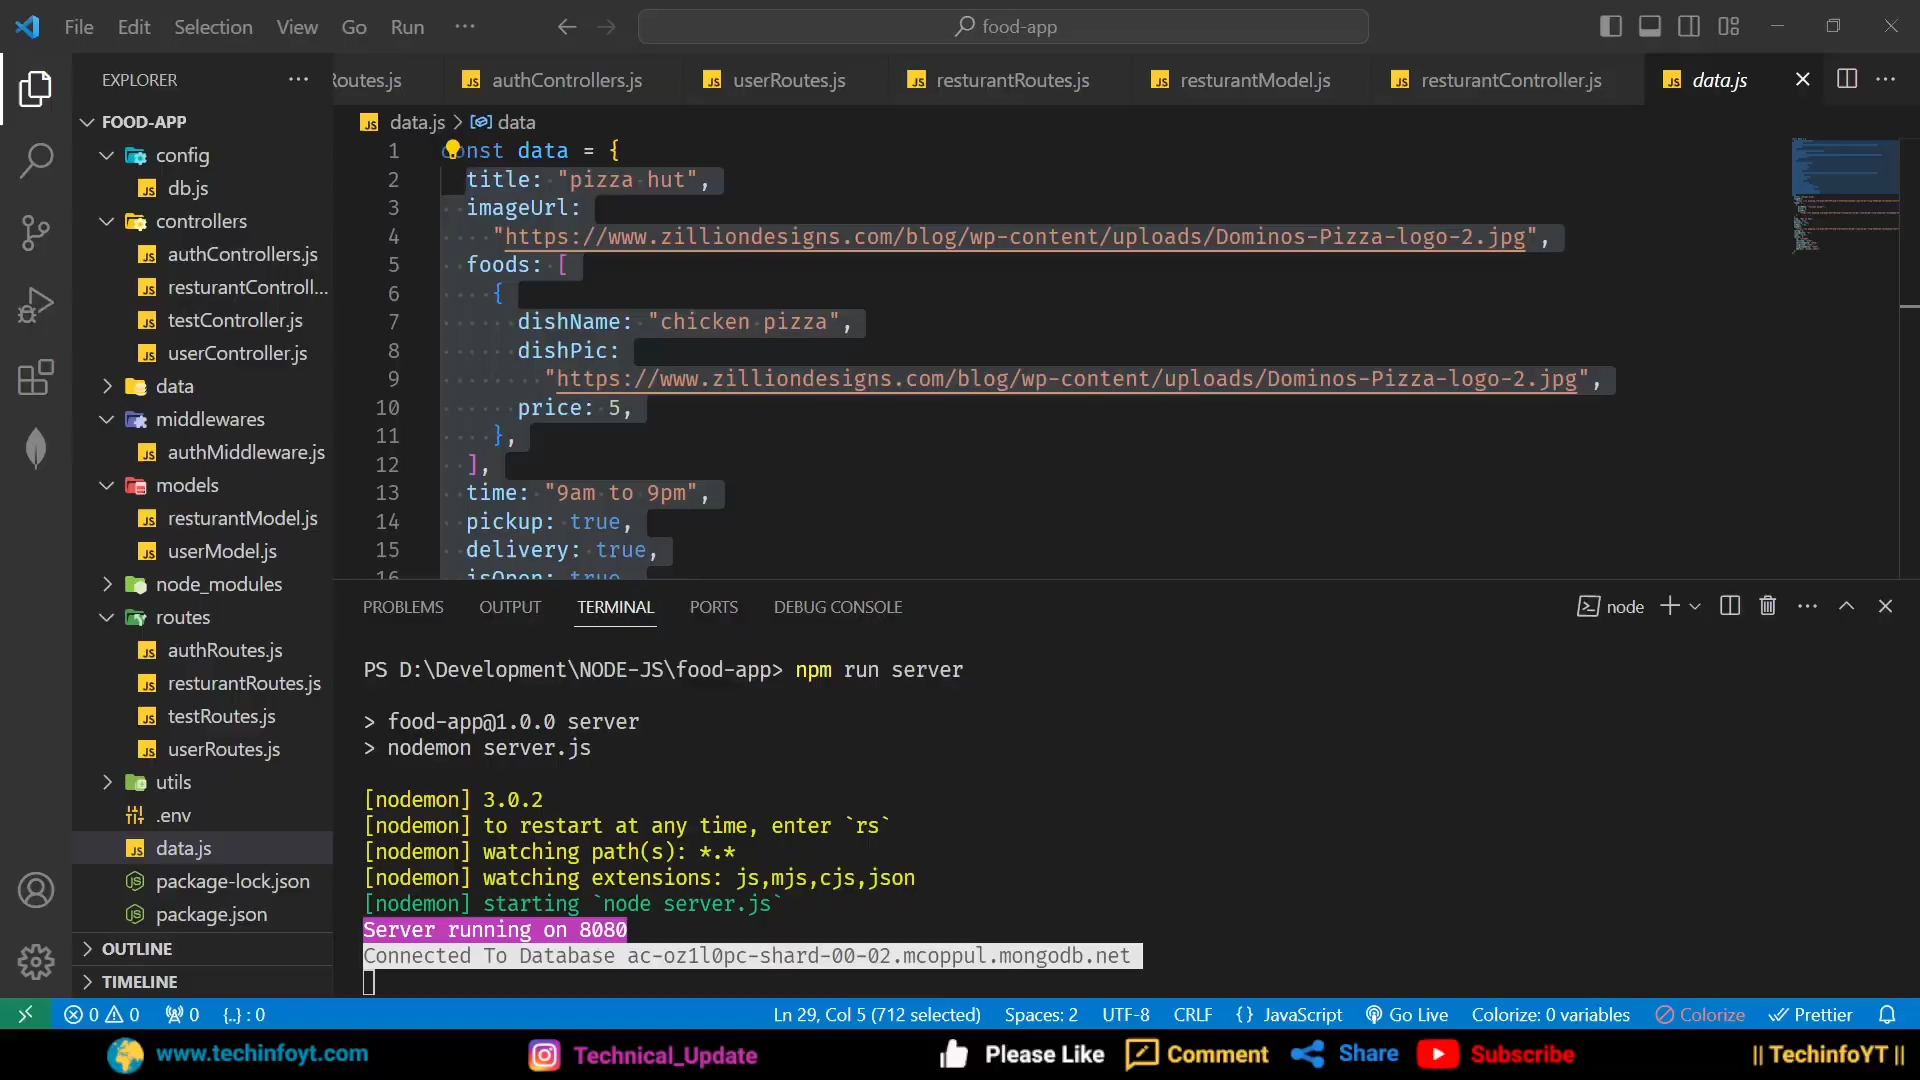 File Edit Selection View Go Run ··· food-app
EXPLORER ···
Routes.js authControllers.js userRoutes.js resturantRoutes.js resturantModel.js resturantController.js data.js
FOOD-APP
config
db.js
controllers
authControllers.js
resturantControll...
testController.js
userController.js
data
middlewares
authMiddleware.js
models
resturantModel.js
userModel.js
node_modules
routes
authRoutes.js
resturantRoutes.js
testRoutes.js
userRoutes.js
utils
.env
data.js
package-lock.json
package.json
OUTLINE
TIMELINE
data.js > data
1 const data = {
2 title: "pizza hut",
3 imageUrl:
4 "https://www.zilliondesigns.com/blog/wp-content/uploads/Dominos-Pizza-logo-2.jpg",
5 foods: [
6 {
7 dishName: "chicken pizza",
8 dishPic:
9 "https://www.zilliondesigns.com/blog/wp-content/uploads/Dominos-Pizza-logo-2.jpg",
10 price: 5,
11 },
12 ],
13 time: "9am to 9pm",
14 pickup: true,
15 delivery: true,
16 isOpen: true
PROBLEMS OUTPUT TERMINAL PORTS DEBUG CONSOLE node
PS D:\Development\NODE-JS\food-app> npm run server
> food-app@1.0.0 server
> nodemon server.js
[nodemon] 3.0.2
[nodemon] to restart at any time, enter `rs`
[nodemon] watching path(s): *.*
[nodemon] watching extensions: js,mjs,cjs,json
[nodemon] starting `node server.js`
Server running on 8080
Connected To Database ac-oz1l0pc-shard-00-02.mcoppul.mongodb.net
0 0 0 {..} : 0 Ln 29, Col 5 (712 selected) Spaces: 2 UTF-8 CRLF {} JavaScript Go Live Colorize: 0 variables Colorize Prettier
www.techinfoyt.com Technical_Update Please Like Comment Share Subscribe || TechinfoYT ||